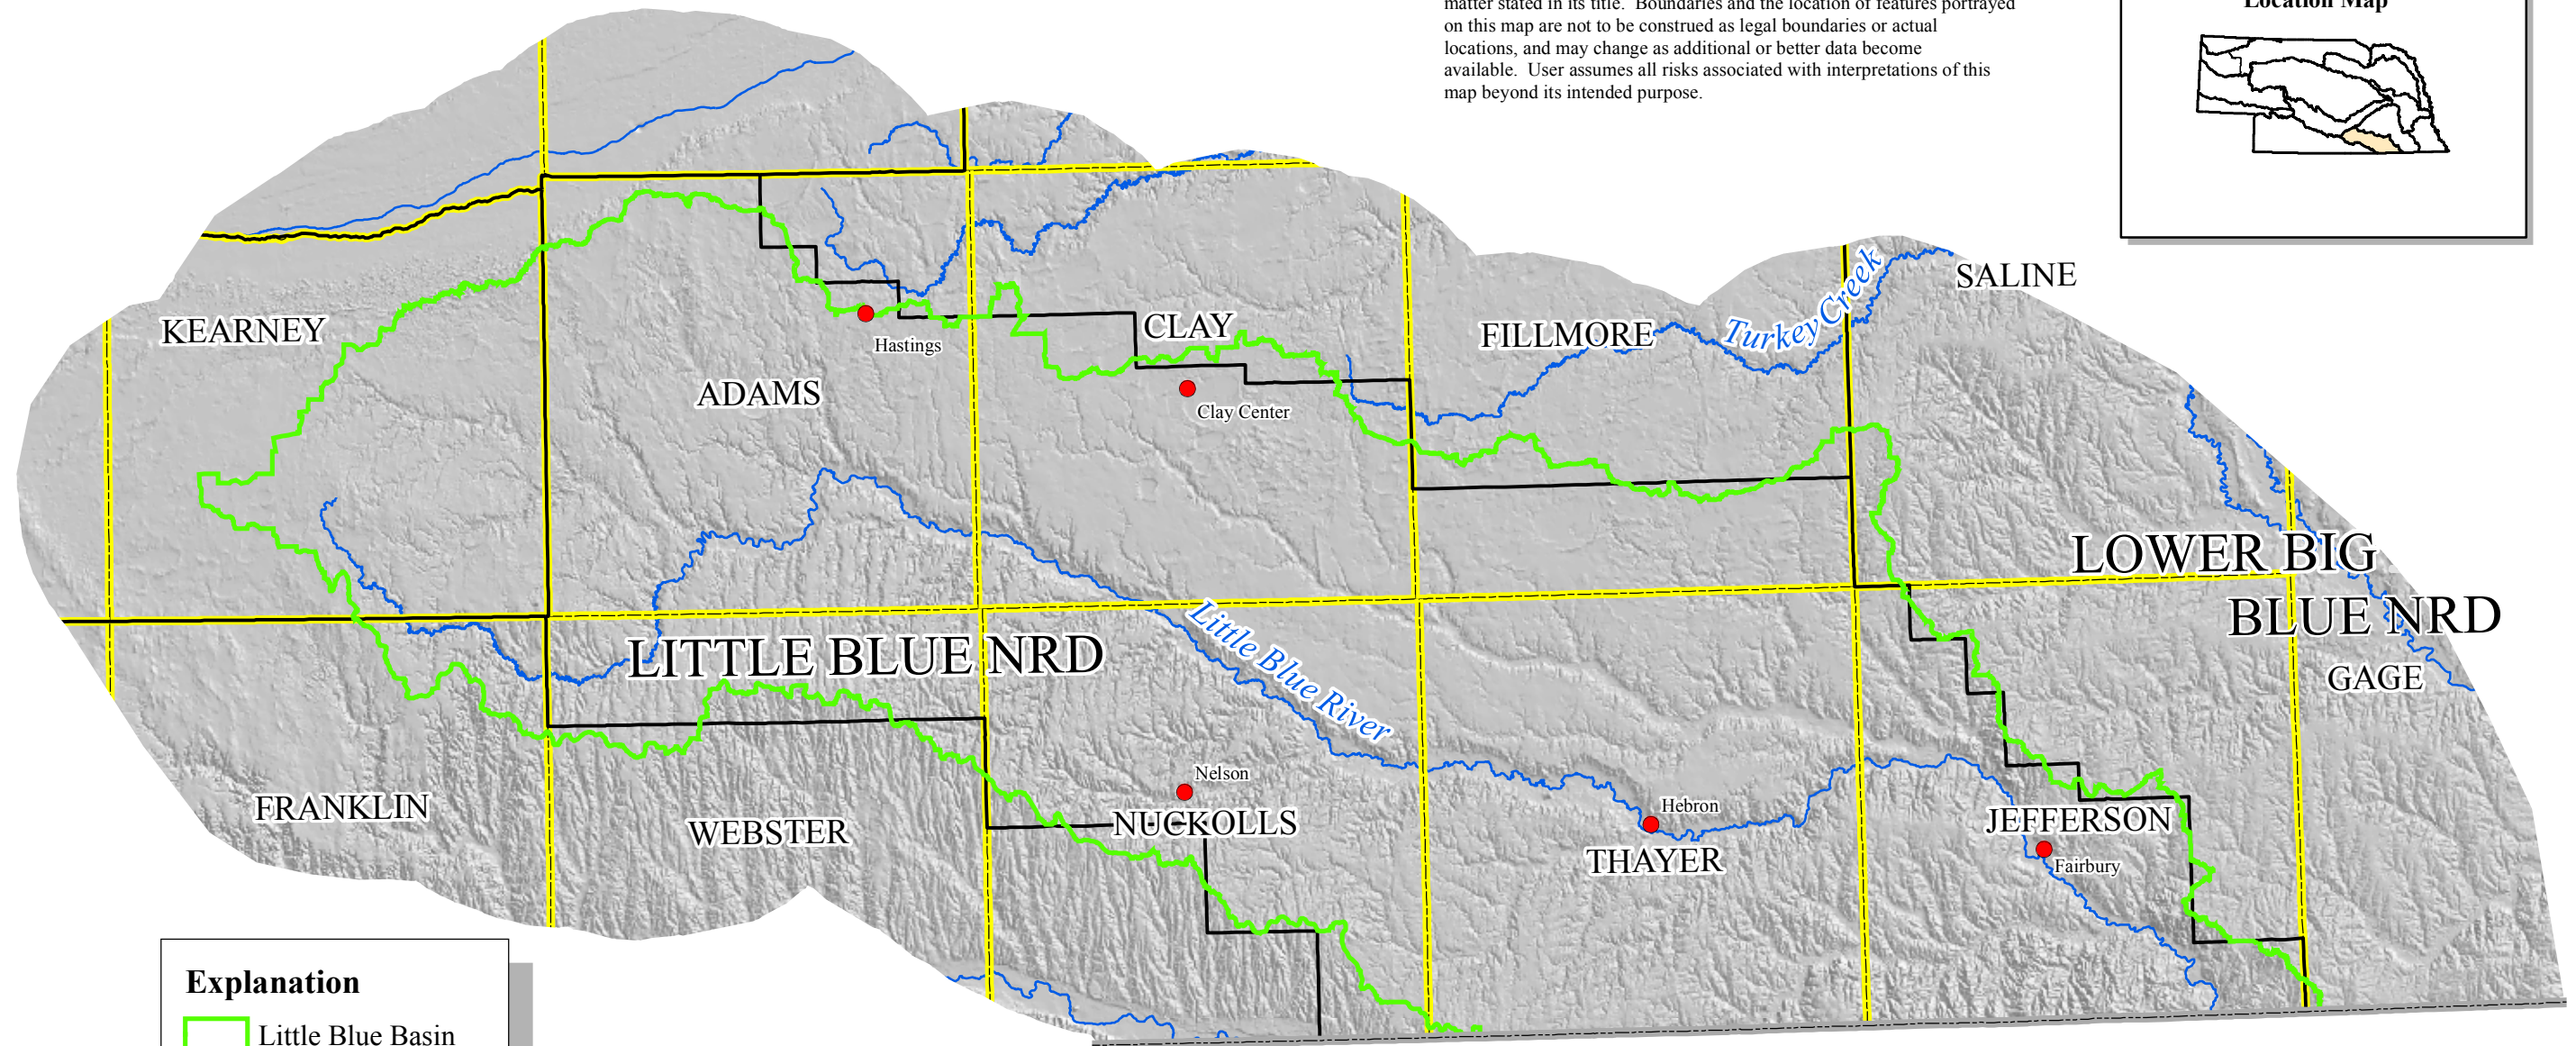 matter stated in its title. Boundaries and the location of features portrayed
on this map are not to be construed as legal boundaries or actual
locations, and may change as additional or better data become
available. User assumes all risks associated with interpretations of this
map beyond its intended purpose.
Location Map
SALINE
Turkey Creek
KEARNEY
CLAY
FILLMORE
Hastings
ADAMS
Clay Center
LOWER BIG
BLUE NRD
Little Blue River
LITTLE BLUE NRD
GAGE
Nelson
FRANKLIN
WEBSTER
NUCKOLLS
Hebron
JEFFERSON
THAYER
Fairbury
Explanation
Little Blue Basin